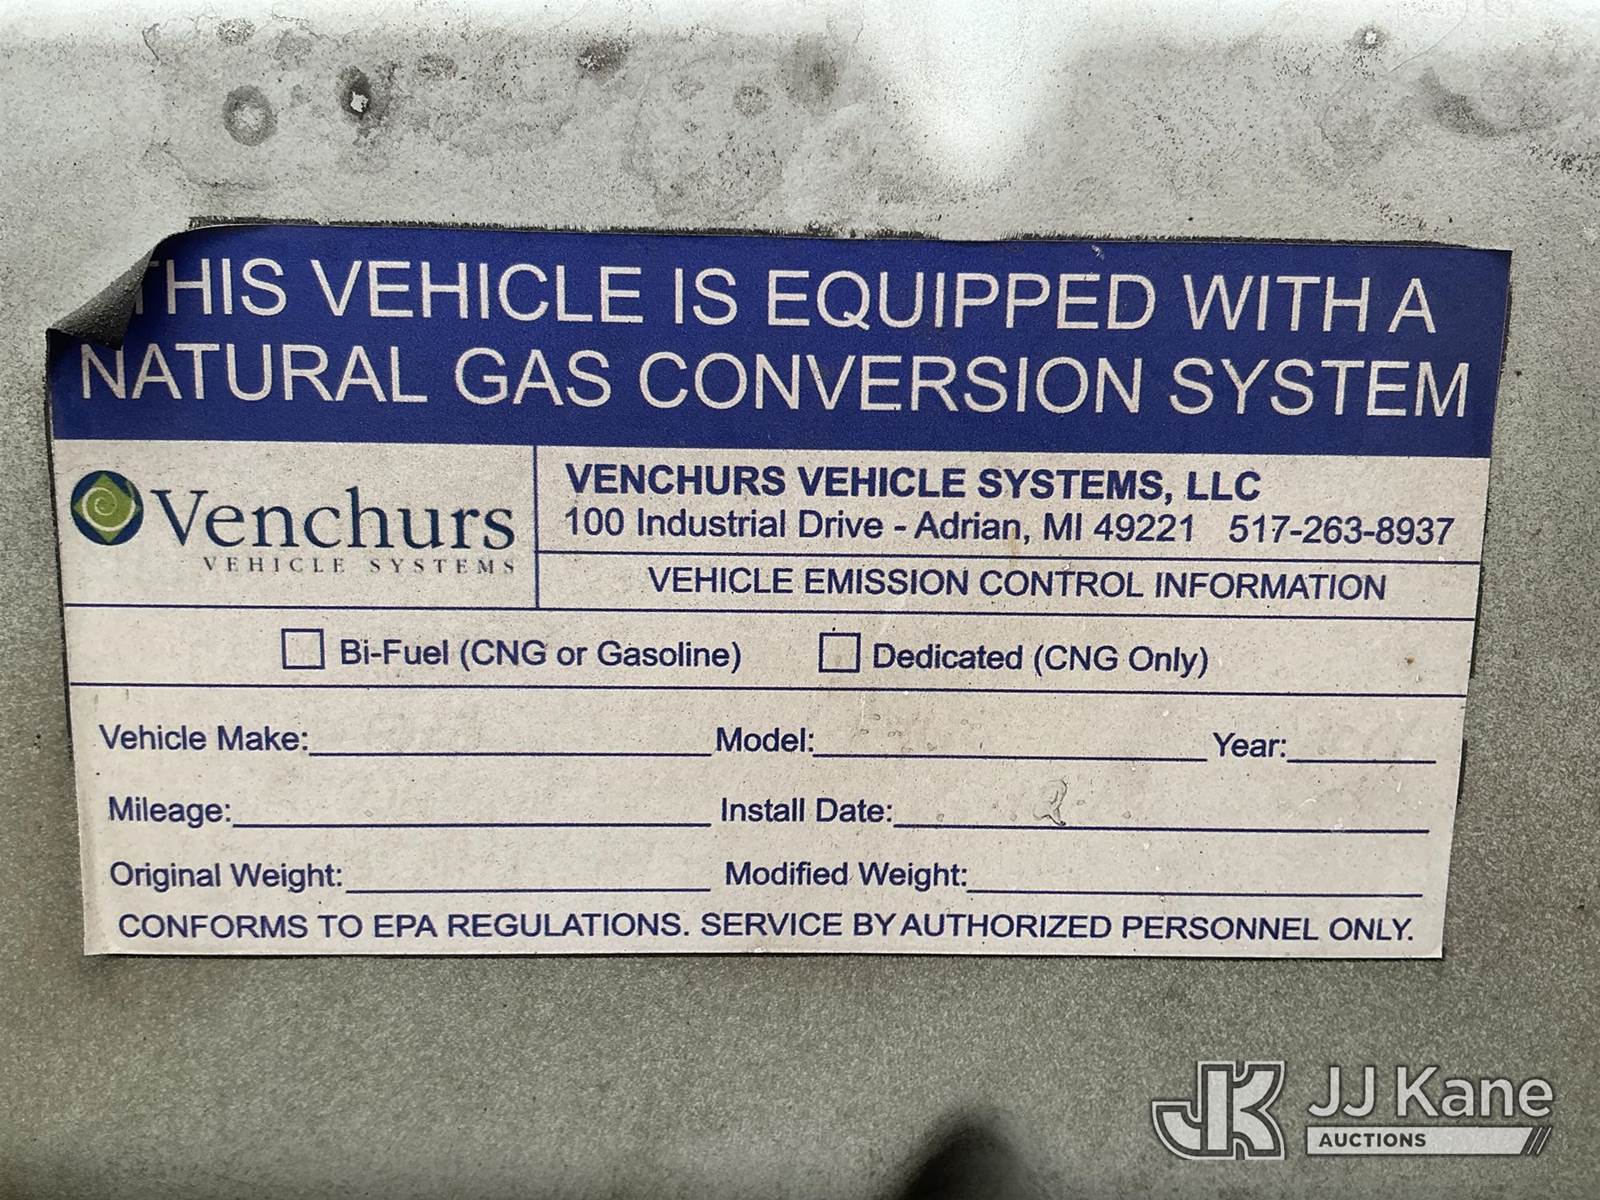 THIS VEHICLE IS EQUIPPED WITH A
NATURAL GAS CONVERSION SYSTEM
Venchurs
VEHICLE SYSTEMS
VENCHURS VEHICLE SYSTEMS, LLC
100 Industrial Drive - Adrian, MI 49221 517-263-8937
VEHICLE EMISSION CONTROL INFORMATION
Bi-Fuel (CNG or Gasoline) Dedicated (CNG Only)
Vehicle Make: Model: Year:
Mileage: Install Date:
Original Weight: Modified Weight:
CONFORMS TO EPA REGULATIONS. SERVICE BY AUTHORIZED PERSONNEL ONLY.
JK JJ Kane
AUCTIONS